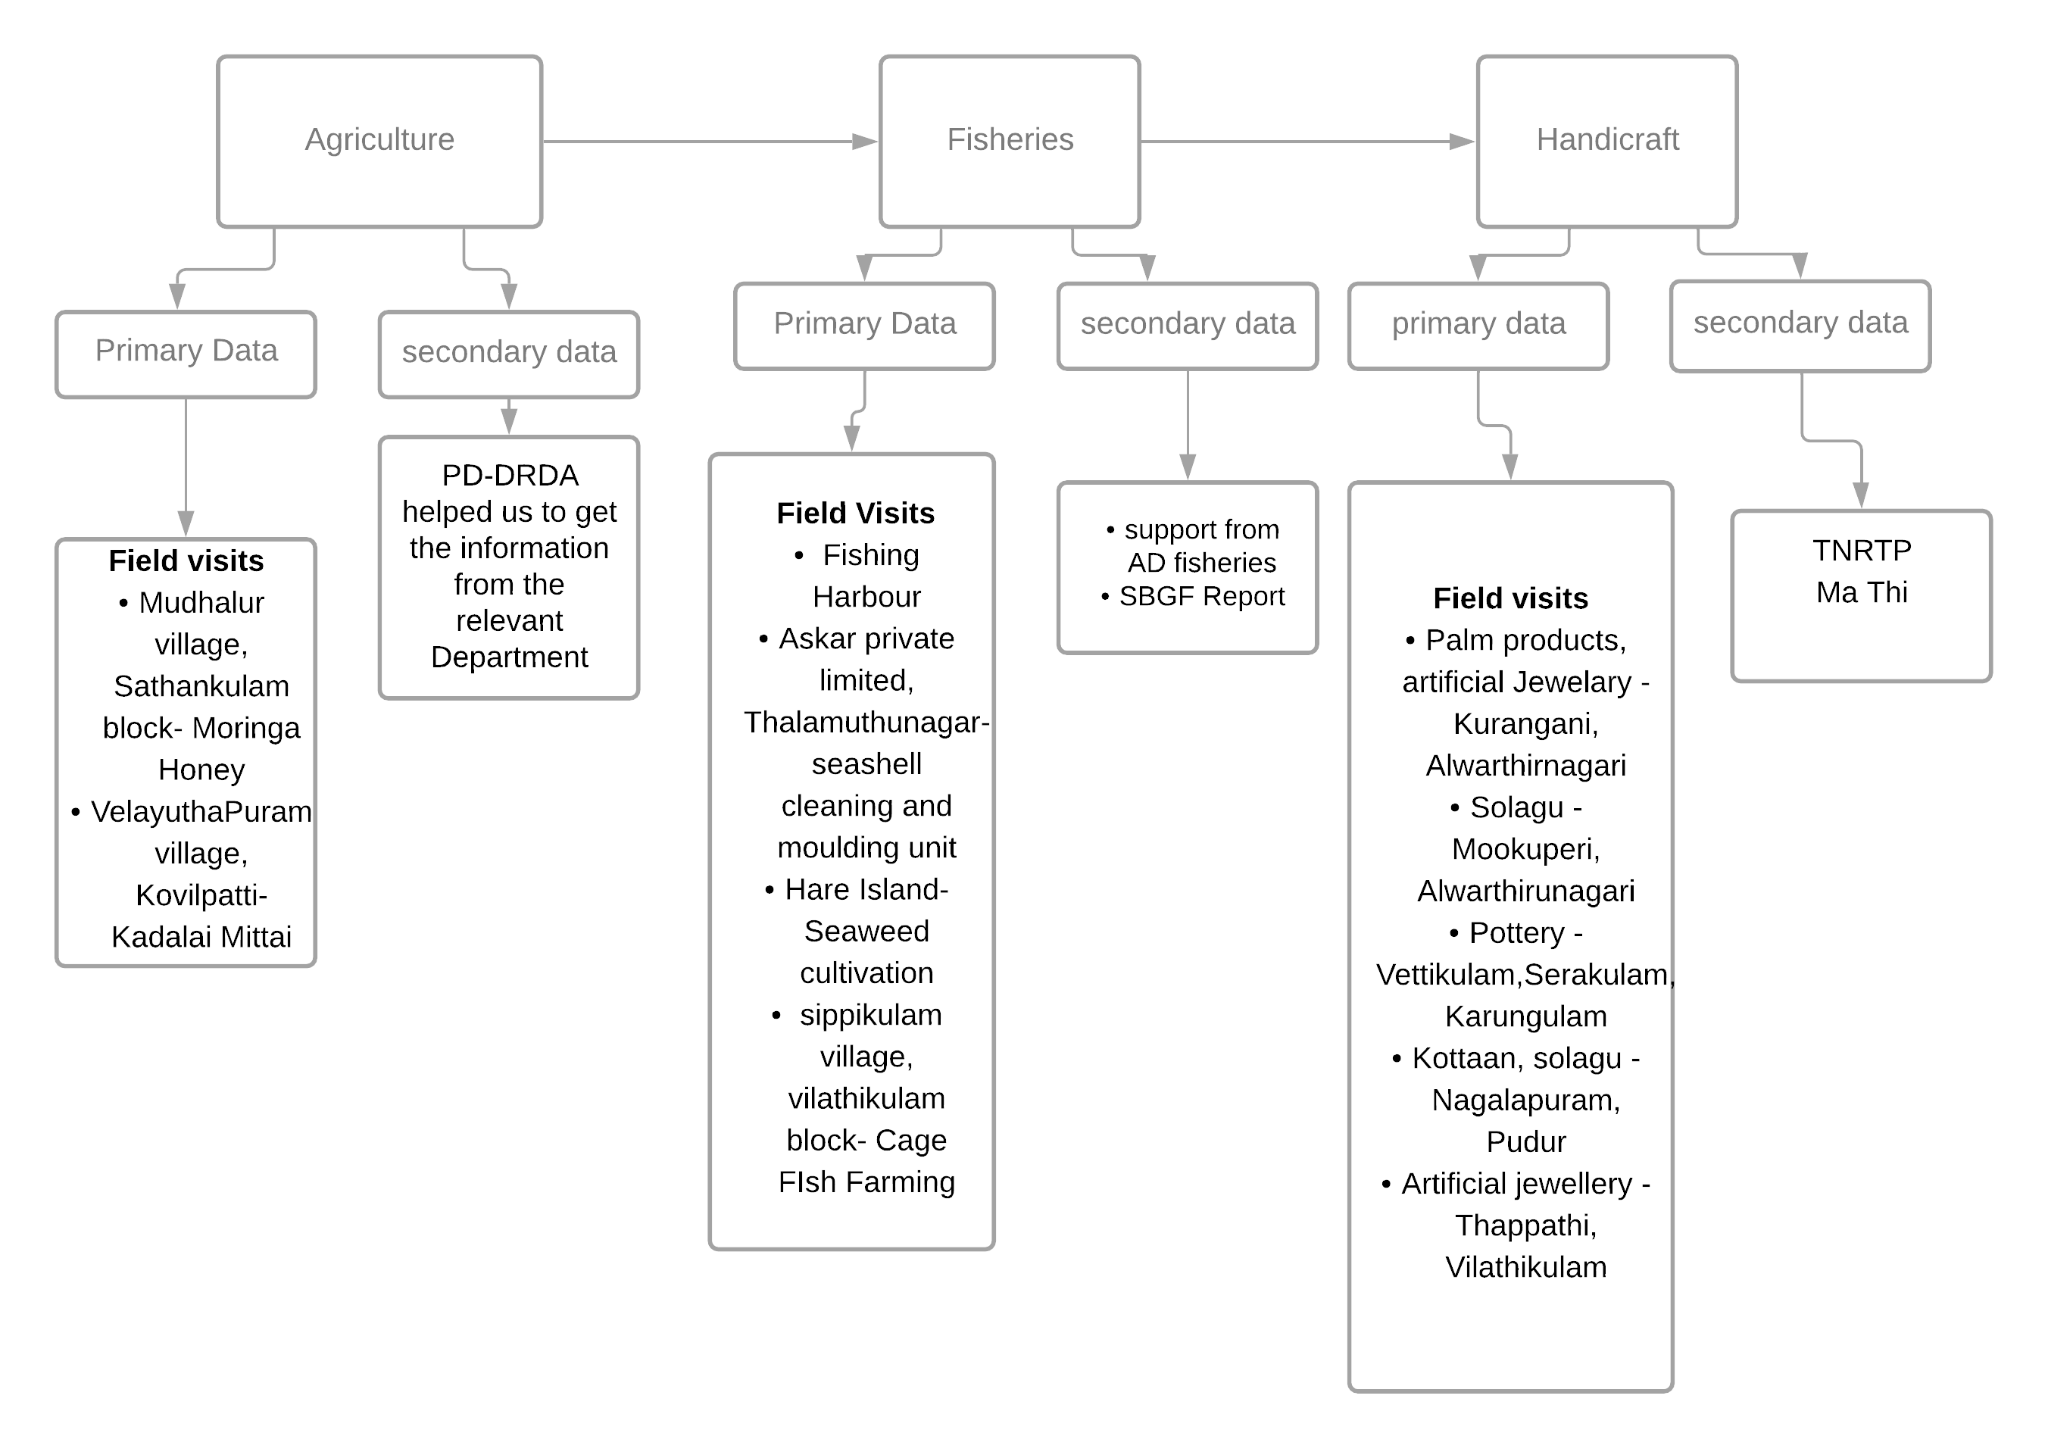 Agriculture
Fisheries
Handicraft
Primary Data
secondary data
Primary Data
secondary data
primary data
secondary data
Field visits
• Mudhalur
village,
Sathankulam
block- Moringa
Honey
• VelayuthaPuram
village,
Kovilpatti-
Kadalai Mittai
PD-DRDA
helped us to get
the information
from the
relevant
Department
Field Visits
• Fishing
Harbour
• Askar private
limited,
Thalamuthunagar-
seashell
cleaning and
moulding unit
• Hare Island-
Seaweed
cultivation
• sippikulam
village,
vilathikulam
block- Cage
FIsh Farming
• support from
AD fisheries
• SBGF Report
Field visits
• Palm products,
artificial Jewelary -
Kurangani,
Alwarthirnagari
• Solagu -
Mookuperi,
Alwarthirunagari
• Pottery -
Vettikulam,Serakulam,
Karungulam
• Kottaan, solagu -
Nagalapuram,
Pudur
• Artificial jewellery -
Thappathi,
Vilathikulam
TNRTP
Ma Thi